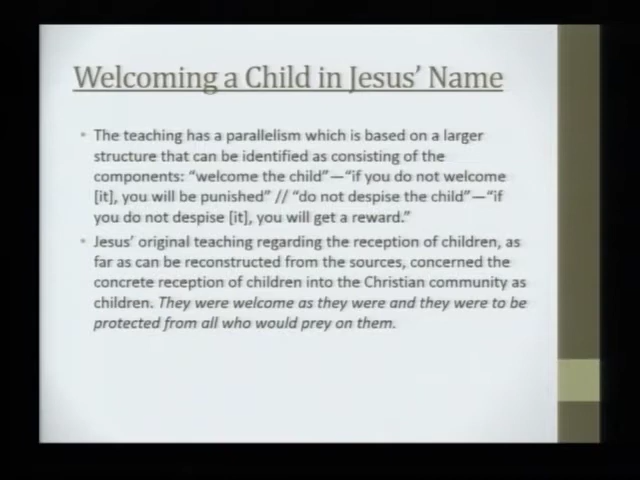 Welcoming a Child in Jesus' Name
• The teaching has a parallelism which is based on a larger
structure that can be identified as consisting of the
components: "welcome the child"—"if you do not welcome
[it], you will be punished" // "do not despise the child"—"if
you do not despise [it], you will get a reward."
• Jesus' original teaching regarding the reception of children, as
far as can be reconstructed from the sources, concerned the
concrete reception of children into the Christian community as
children. They were welcome as they were and they were to be
protected from all who would prey on them.